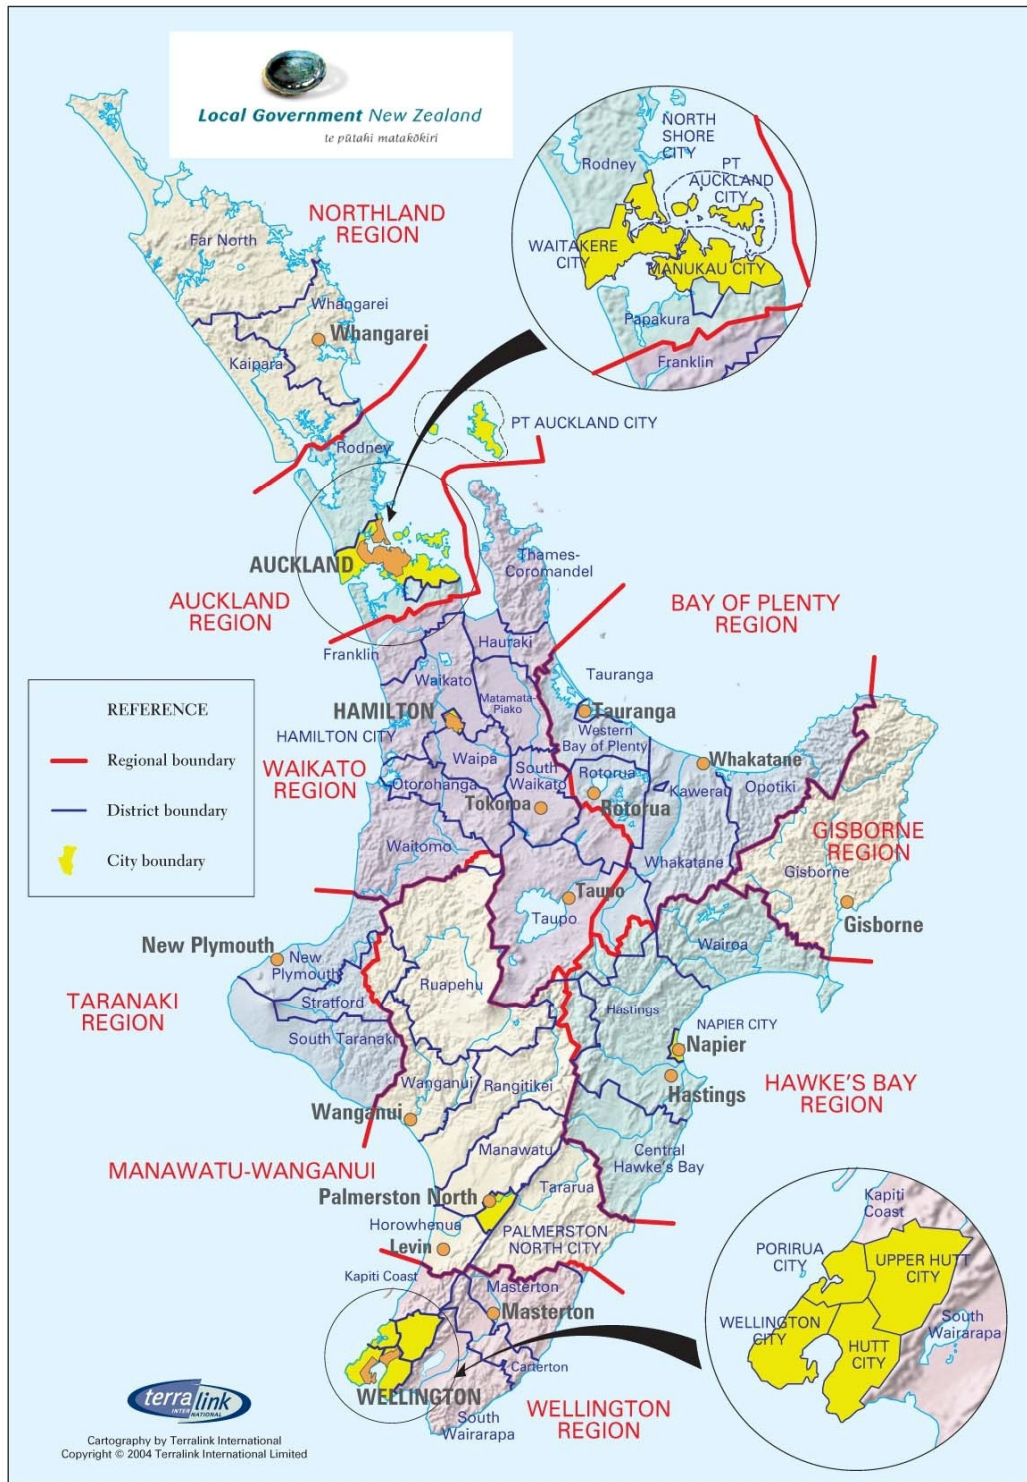 Local Government New Zealand
te pūtahi matakōkiri
NORTH
SHORE
CITY
Rodney
PT
AUCKLAND
CITY
WAITAKERE
CITY
MANUKAU CITY
Papakura
Franklin
NORTHLAND
REGION
Far North
Whangarei
Whangarei
Kaipara
Rodney
PT AUCKLAND CITY
AUCKLAND
Thames-
Coromandel
AUCKLAND
REGION
BAY OF PLENTY
REGION
Franklin
Hauraki
Waikato
Tauranga
Matamata-
Piako
HAMILTON
Tauranga
HAMILTON CITY
Western
Bay of Plenty
REFERENCE
Regional boundary
District boundary
City boundary
WAIKATO
REGION
Waipa
South
Waikato
Rotorua
Whakatane
Otorohanga
Kawerau
Opotiki
Tokoroa
Rotorua
GISBORNE
REGION
Waitomo
Whakatane
Gisborne
Taupo
Taupo
Gisborne
New Plymouth
New
Plymouth
Wairoa
Ruapehu
TARANAKI
REGION
Stratford
Hastings
South Taranaki
NAPIER CITY
Napier
Wanganui
Rangitikei
Hastings
HAWKE'S BAY
REGION
Wanganui
Manawatu
Central
Hawke's Bay
MANAWATU-WANGANUI
Palmerston North
Tararua
Horowhenua
PALMERSTON
NORTH CITY
Levin
Kapiti Coast
Masterton
Masterton
Carterton
WELLINGTON
South
Wairarapa
WELLINGTON
REGION
Kapiti
Coast
PORIRUA
CITY
UPPER HUTT
CITY
WELLINGTON
CITY
South
Wairarapa
HUTT
CITY
terralink
INTERNATIONAL
Cartography by Terralink International
Copyright © 2004 Terralink International Limited